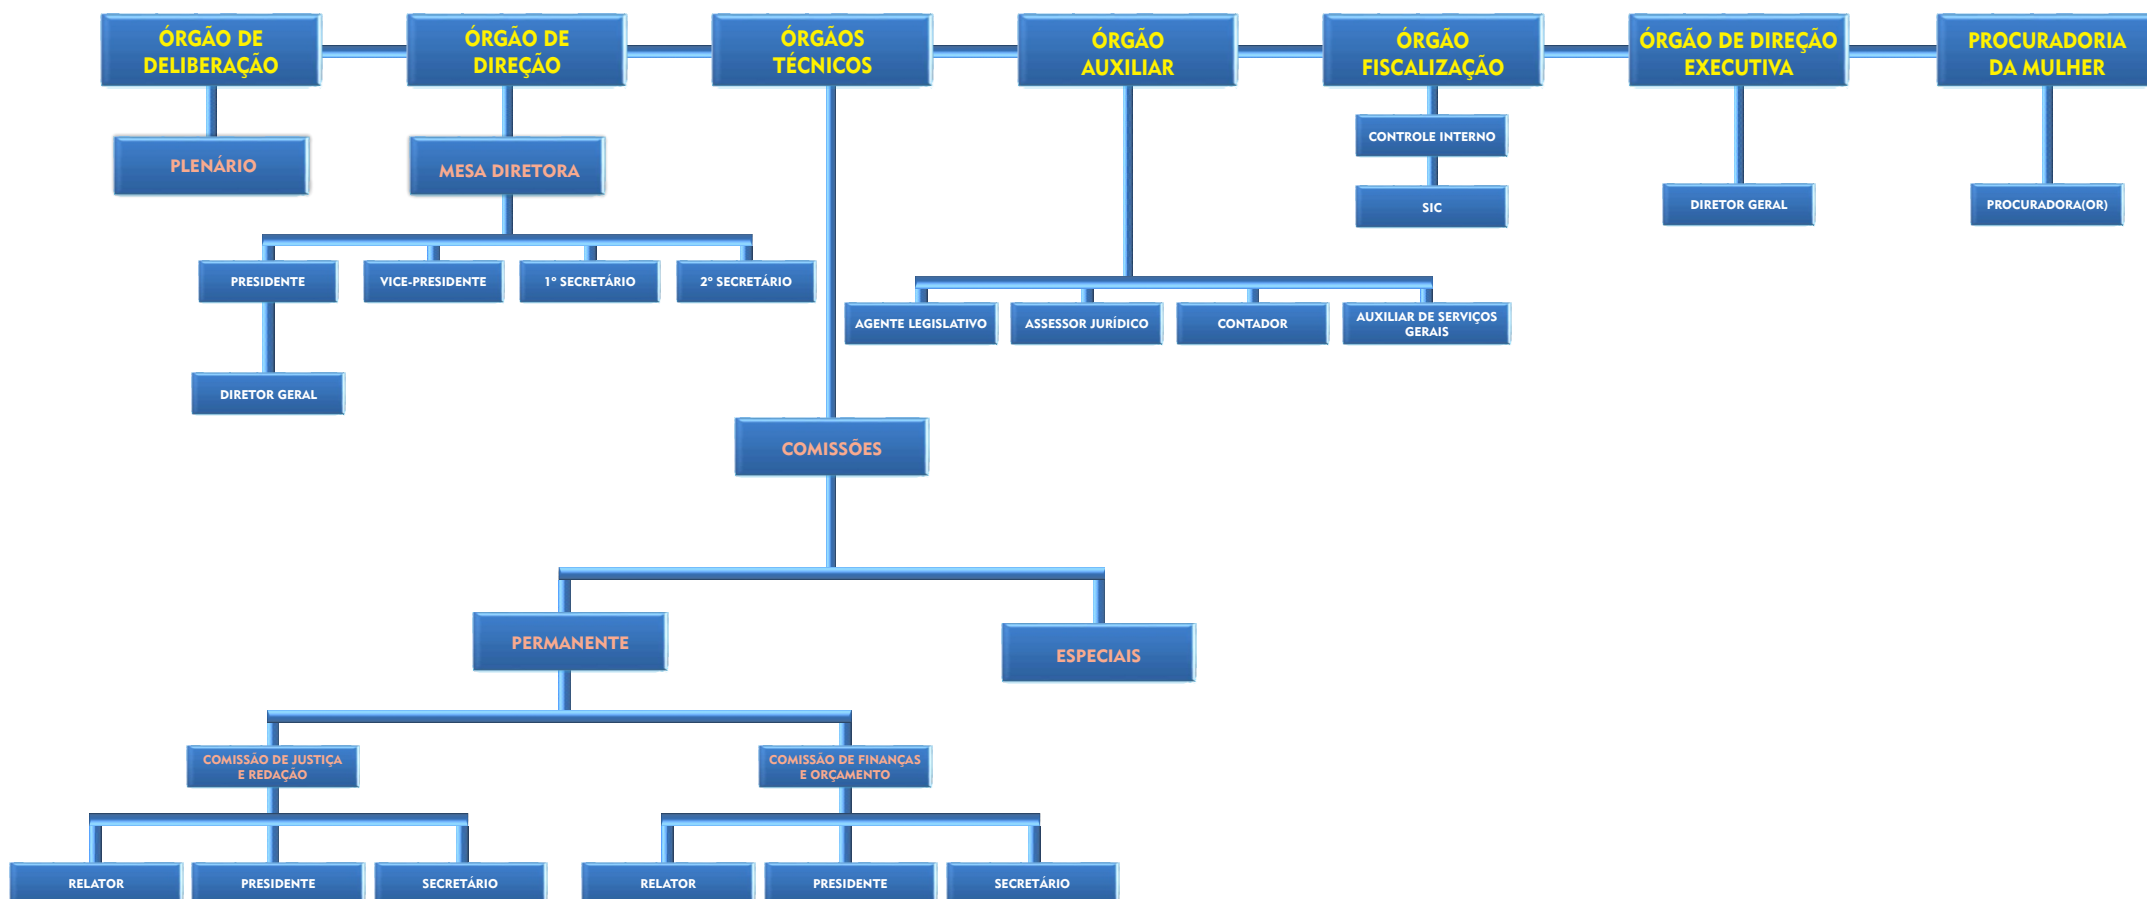 ÓRGÃO DE
DELIBERAÇÃO
ÓRGÃO DE
DIREÇÃO
ÓRGÃOS
TÉCNICOS
ÓRGÃO
AUXILIAR
ÓRGÃO
FISCALIZAÇÃO
ÓRGÃO DE DIREÇÃO
EXECUTIVA
PROCURADORIA
DA MULHER
PLENÁRIO
MESA DIRETORA
CONTROLE INTERNO
SIC
DIRETOR GERAL
PROCURADORA(OR)
PRESIDENTE
VICE-PRESIDENTE
1º SECRETÁRIO
2º SECRETÁRIO
AGENTE LEGISLATIVO
ASSESSOR JURÍDICO
CONTADOR
AUXILIAR DE SERVIÇOS
GERAIS
DIRETOR GERAL
COMISSÕES
PERMANENTE
ESPECIAIS
COMISSÃO DE JUSTIÇA
E REDAÇÃO
COMISSÃO DE FINANÇAS
E ORÇAMENTO
RELATOR
PRESIDENTE
SECRETÁRIO
RELATOR
PRESIDENTE
SECRETÁRIO